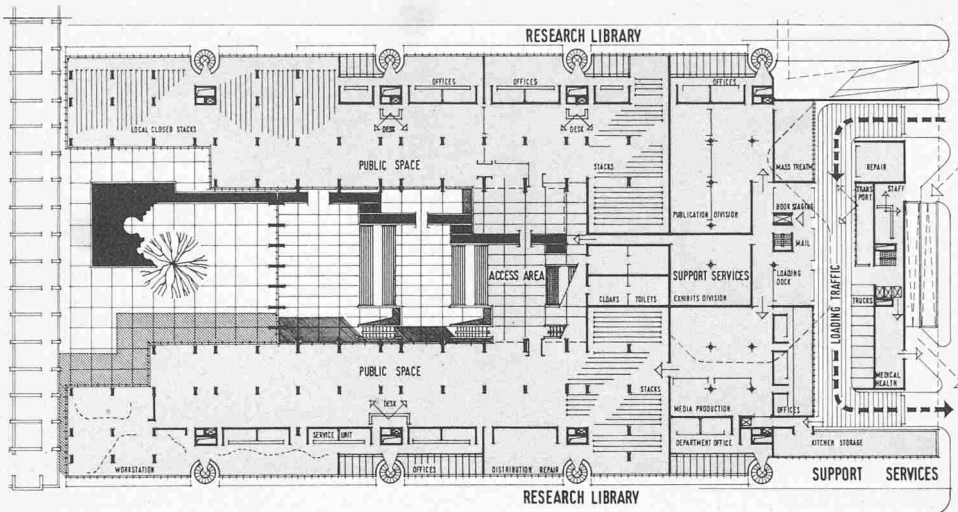 RESEARCH LIBRARY
OFFICES
OFFICES
OFFICES
LOCAL CLOSED STACKS
DESK
DESK
PUBLIC SPACE
STACKS
MASS TREATM
REPAIR
TRANS
PORT
STAFF
PUBLICATION DIVISION
BOOK STAGING
MAIL
ACCESS AREA
SUPPORT SERVICES
LOADING
DOCK
CLOAKS
TOILETS
EXHIBITS DIVISION
TRUCKS
LOADING TRAFFIC
PUBLIC SPACE
STACKS
MEDICAL
HEALTH
DESK
MEDIA PRODUCTION
OFFICES
SERVICE UNIT
DEPARTMENT OFFICE
KITCHEN STORAGE
WORKSTATION
OFFICES
DISTRIBUTION REPAIR
SUPPORT SERVICES
RESEARCH LIBRARY